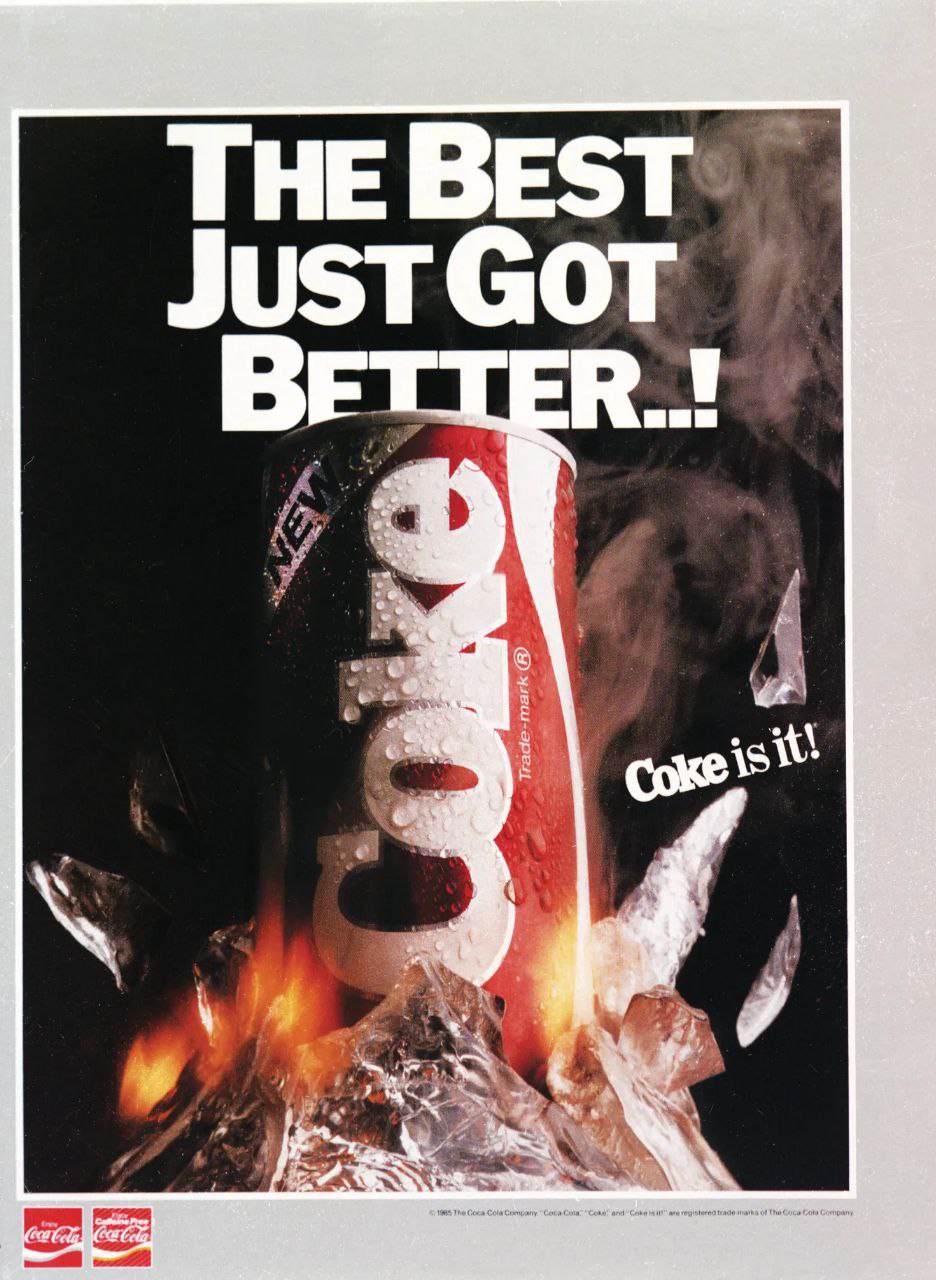 THE BEST
JUST GOT
BETTER...!
NEW
Coke
Trade-mark ®
Coke is it!
© 1985 The Coca-Cola Company. "Coca-Cola," "Coke," and "Coke is it!" are registered trade-marks of The Coca-Cola Company.
Enjoy
Coca-Cola
Enjoy
Caffeine Free
Coca-Cola